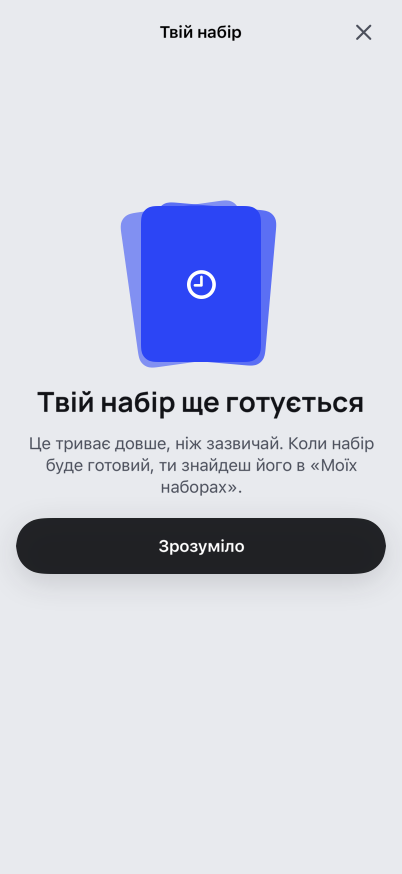 Твій набір
Твій набір ще готується
Це триває довше, ніж зазвичай. Коли набір
буде готовий, ти знайдеш його в «Моїх
наборах».
Зрозуміло